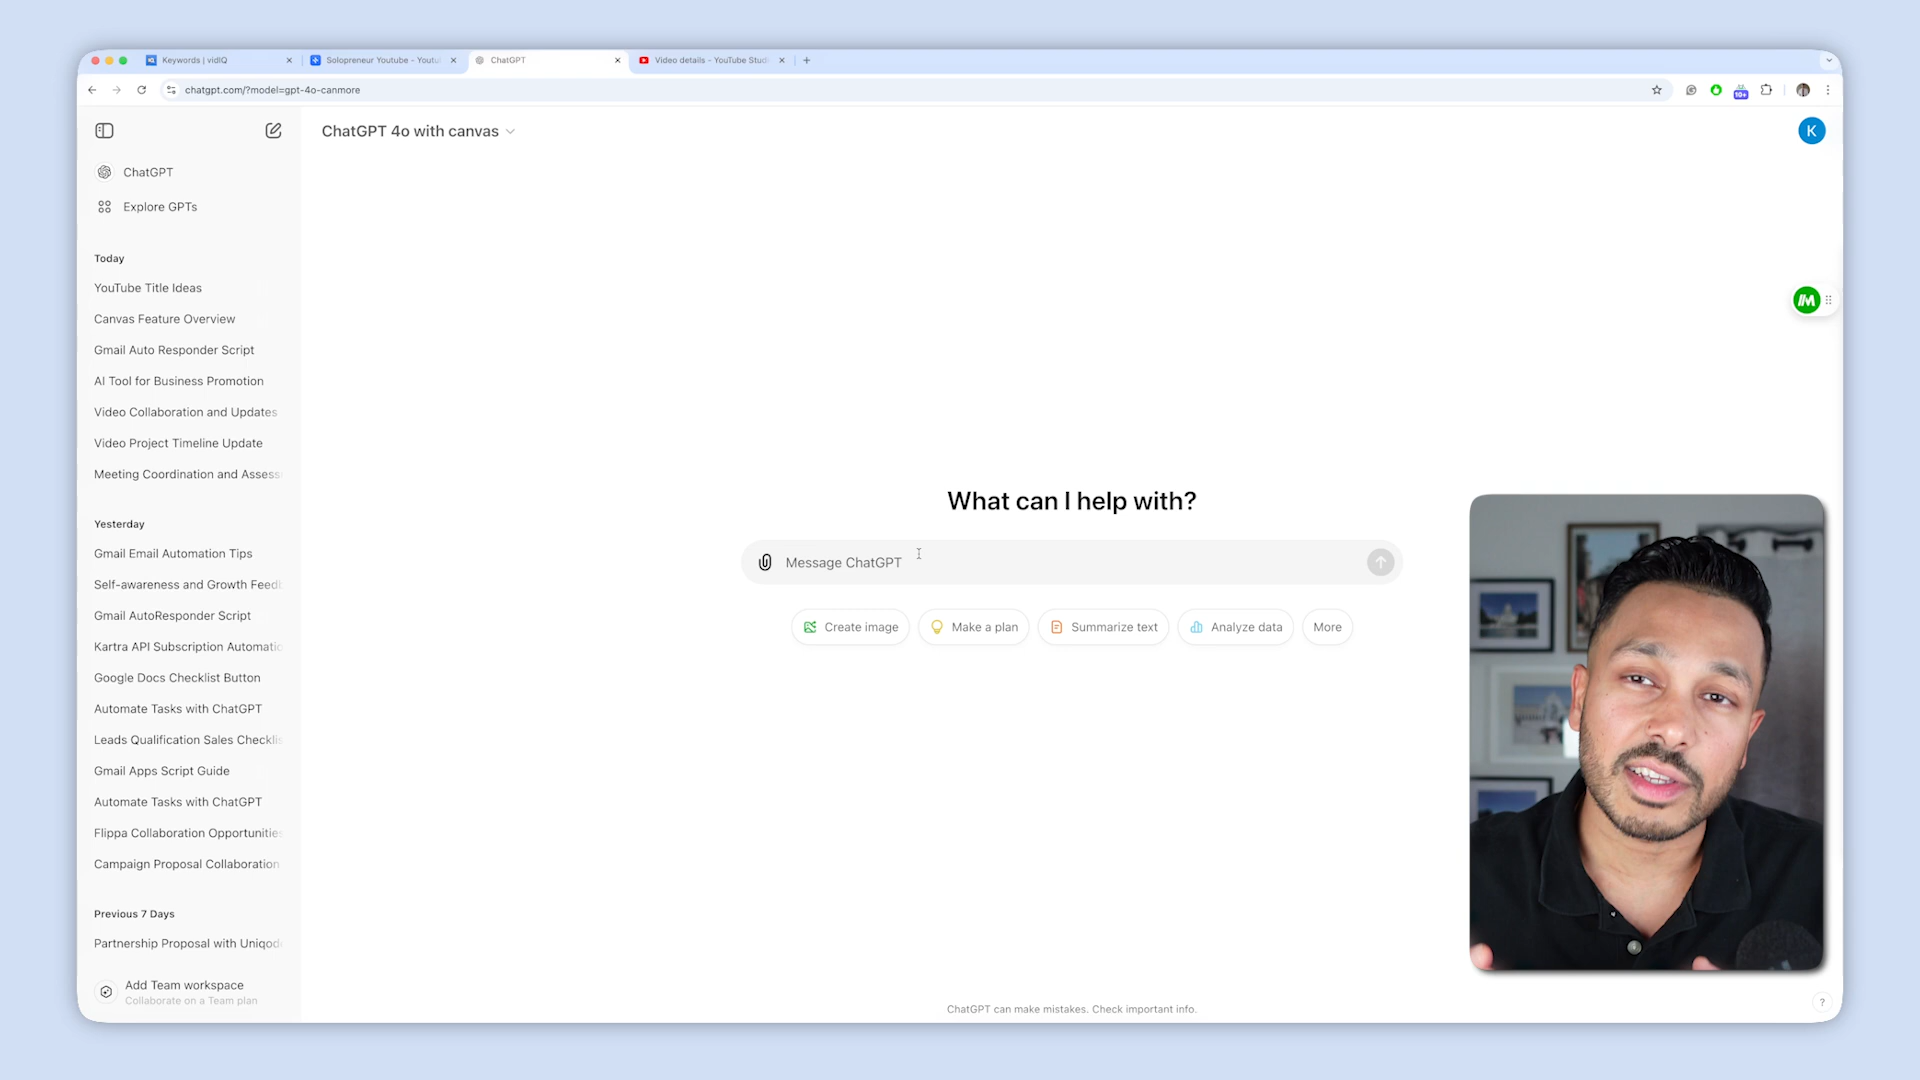 Keywords | vidIQ
Solopreneur Youtube - Youtu
ChatGPT
Video details - YouTube Stud
chatgpt.com/?model=gpt-4o-canmore
10+
ChatGPT 4o with canvas
K
ChatGPT
Explore GPTs
Today
YouTube Title Ideas
Canvas Feature Overview
Gmail Auto Responder Script
AI Tool for Business Promotion
Video Collaboration and Updates
Video Project Timeline Update
Meeting Coordination and Assess
Yesterday
Gmail Email Automation Tips
Self-awareness and Growth Feedb
Gmail AutoResponder Script
Kartra API Subscription Automatic
Google Docs Checklist Button
Automate Tasks with ChatGPT
Leads Qualification Sales Checklis
Gmail Apps Script Guide
Automate Tasks with ChatGPT
Flippa Collaboration Opportunities
Campaign Proposal Collaboration
Previous 7 Days
Partnership Proposal with Uniqode
Add Team workspace
Collaborate on a Team plan
What can I help with?
Message ChatGPT
Create image
Make a plan
Summarize text
Analyze data
More
ChatGPT can make mistakes. Check important info.
?